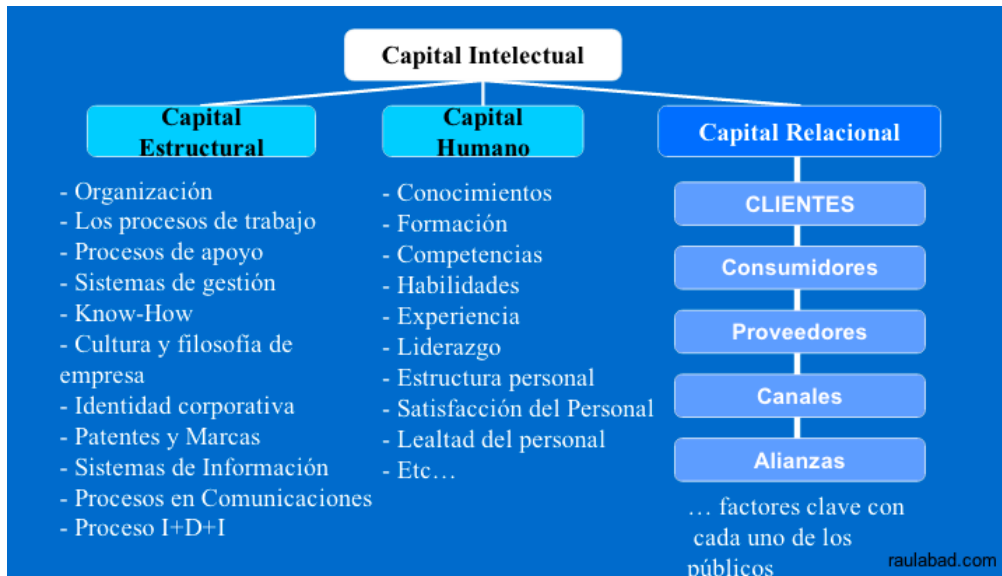 Capital Intelectual
Capital
Estructural
- Organización
- Los procesos de trabajo
- Procesos de apoyo
- Sistemas de gestión
- Know-How
- Cultura y filosofía de
empresa
- Identidad corporativa
- Patentes y Marcas
- Sistemas de Información
- Procesos en Comunicaciones
- Proceso I+D+I
Capital
Humano
- Conocimientos
- Formación
- Competencias
- Habilidades
- Experiencia
- Liderazgo
- Estructura personal
- Satisfacción del Personal
- Lealtad del personal
- Etc…
Capital Relacional
CLIENTES
Consumidores
Proveedores
Canales
Alianzas
… factores clave con
cada uno de los
públicos
raulabad.com